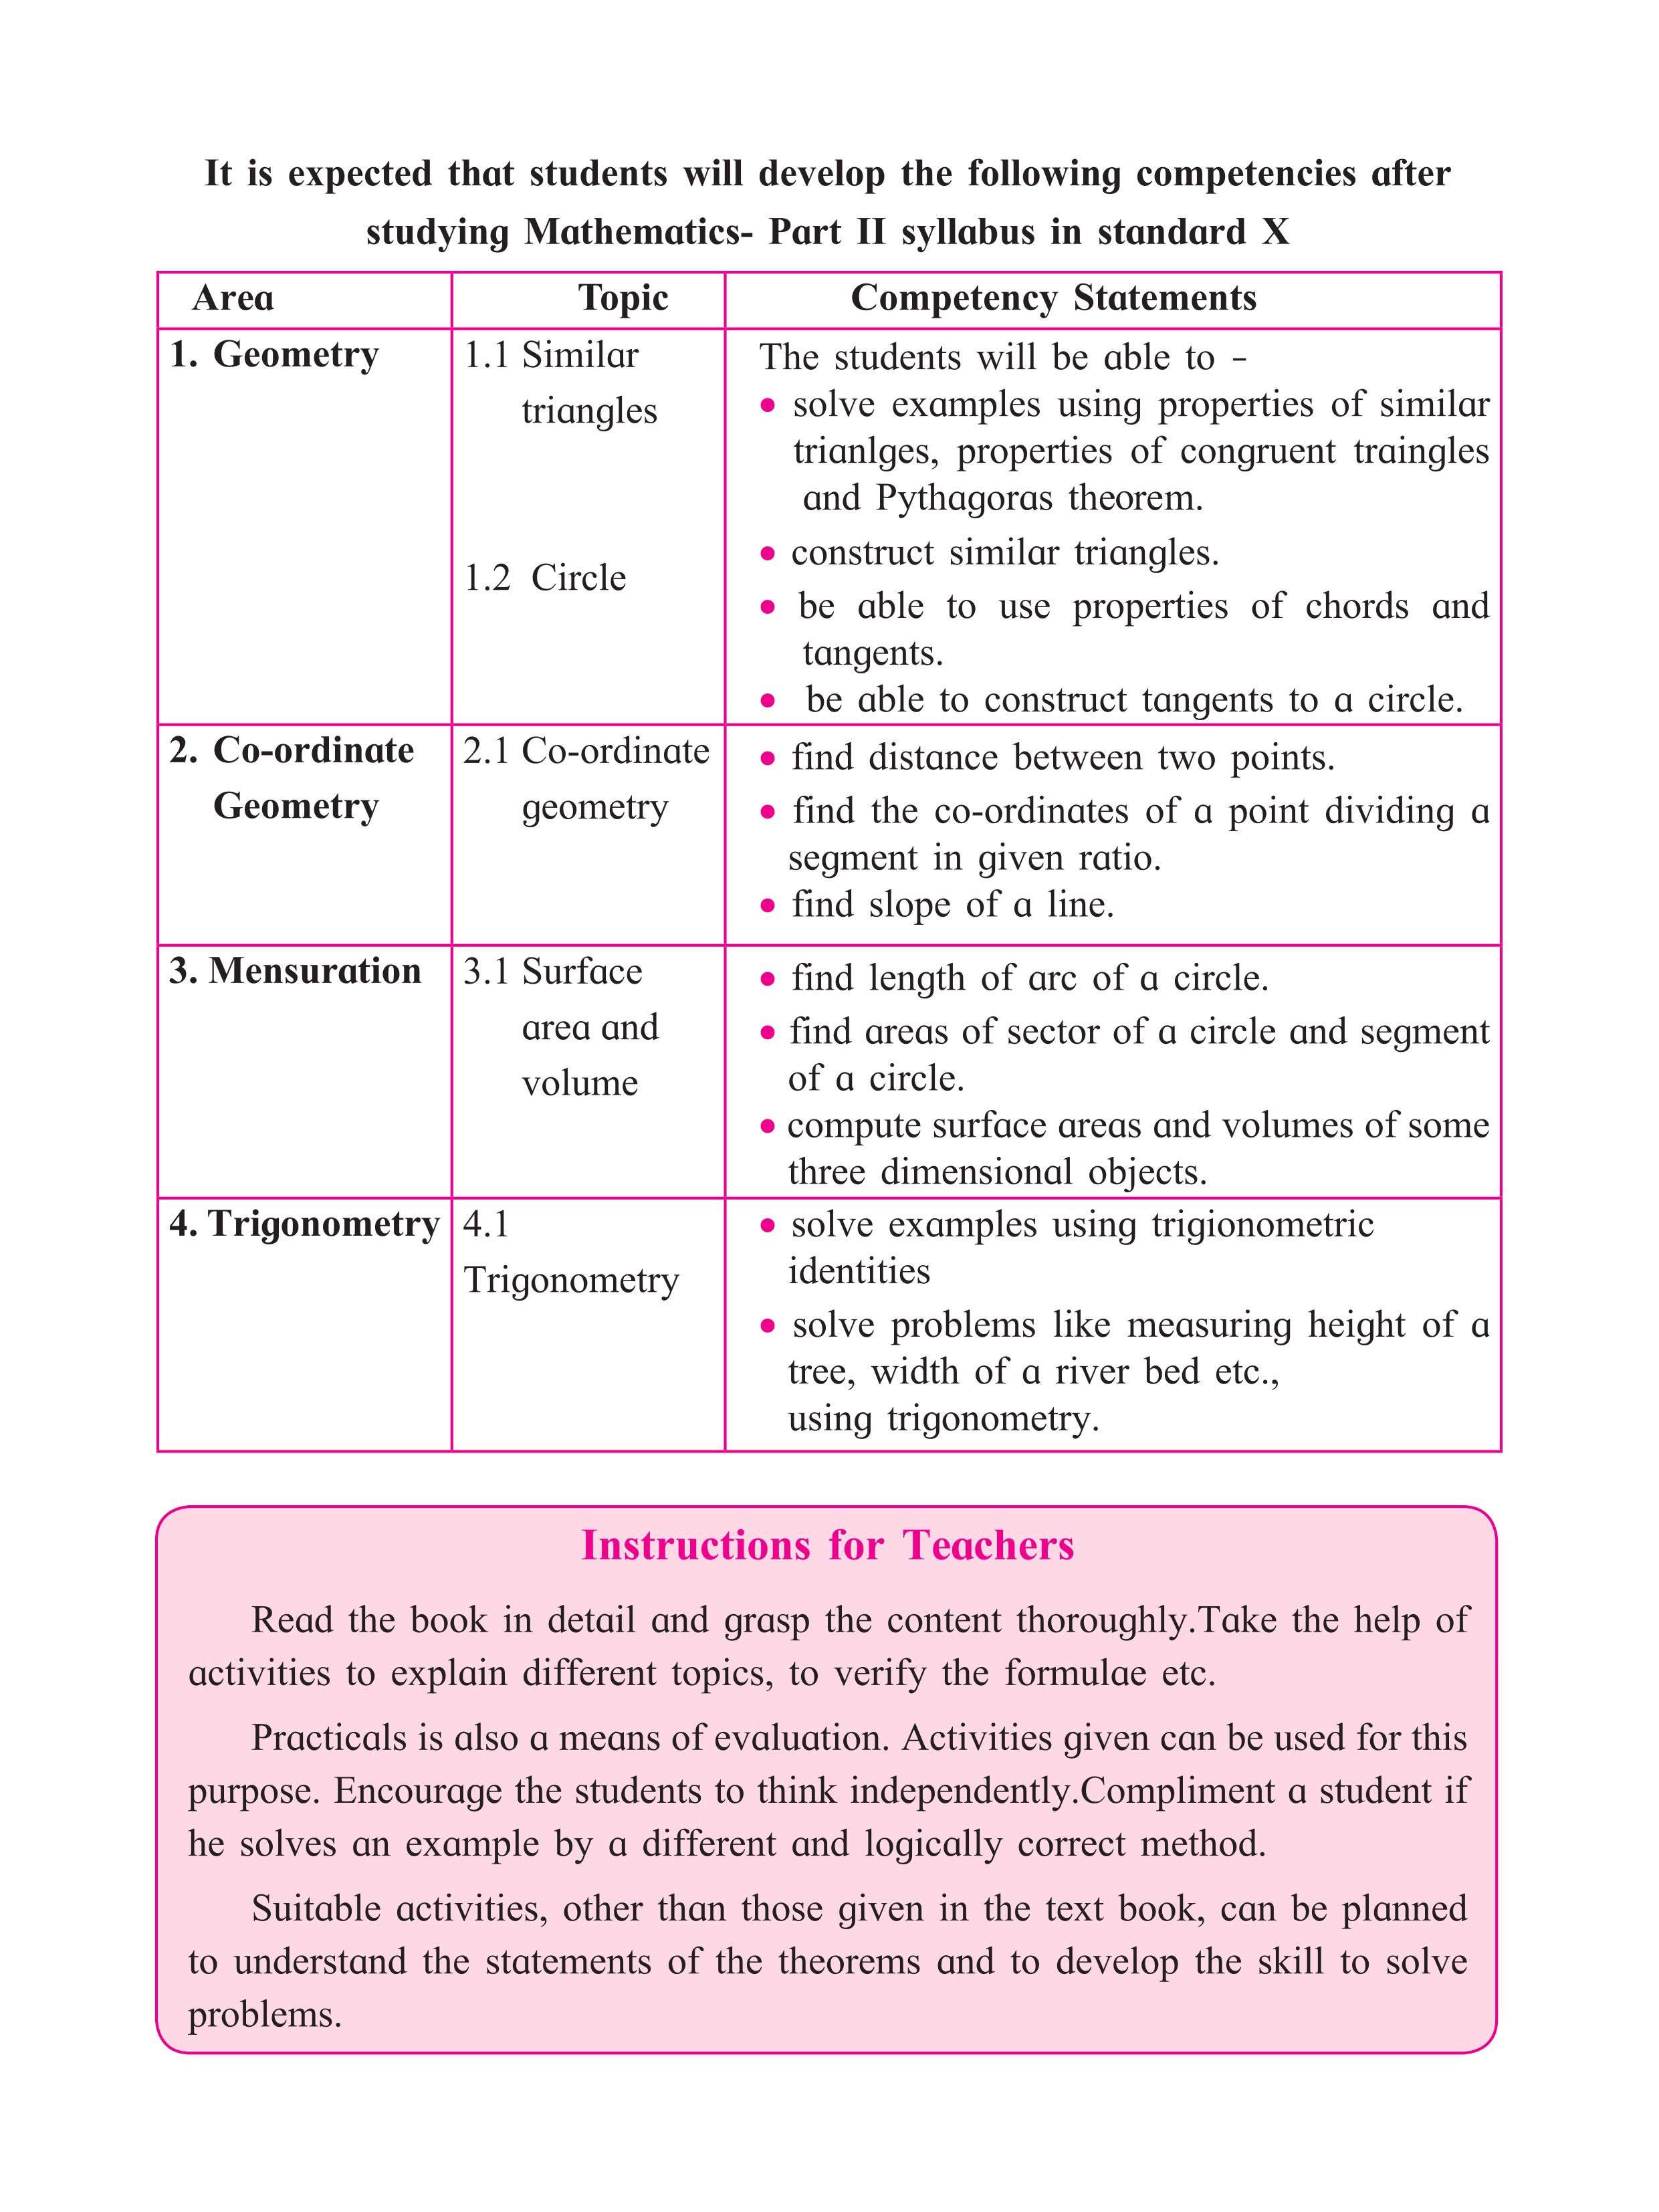 It is expected that students will develop the following competencies after
studying Mathematics- Part II syllabus in standard X
Area
Topic
Competency Statements
1. Geometry
1.1 Similar
triangles
1.2 Circle
The students will be able to -
• solve examples using properties of similar
trianlges, properties of congruent traingles
and Pythagoras theorem.
• construct similar triangles.
• be able to use properties of chords and
tangents.
• be able to construct tangents to a circle.
2. Co-ordinate
Geometry
2.1 Co-ordinate
geometry
• find distance between two points.
• find the co-ordinates of a point dividing a
segment in given ratio.
• find slope of a line.
3. Mensuration
3.1 Surface
area and
volume
• find length of arc of a circle.
• find areas of sector of a circle and segment
of a circle.
• compute surface areas and volumes of some
three dimensional objects.
4. Trigonometry
4.1
Trigonometry
• solve examples using trigionometric
identities
• solve problems like measuring height of a
tree, width of a river bed etc.,
using trigonometry.
Instructions for Teachers
Read the book in detail and grasp the content thoroughly.Take the help of
activities to explain different topics, to verify the formulae etc.
Practicals is also a means of evaluation. Activities given can be used for this
purpose. Encourage the students to think independently.Compliment a student if
he solves an example by a different and logically correct method.
Suitable activities, other than those given in the text book, can be planned
to understand the statements of the theorems and to develop the skill to solve
problems.